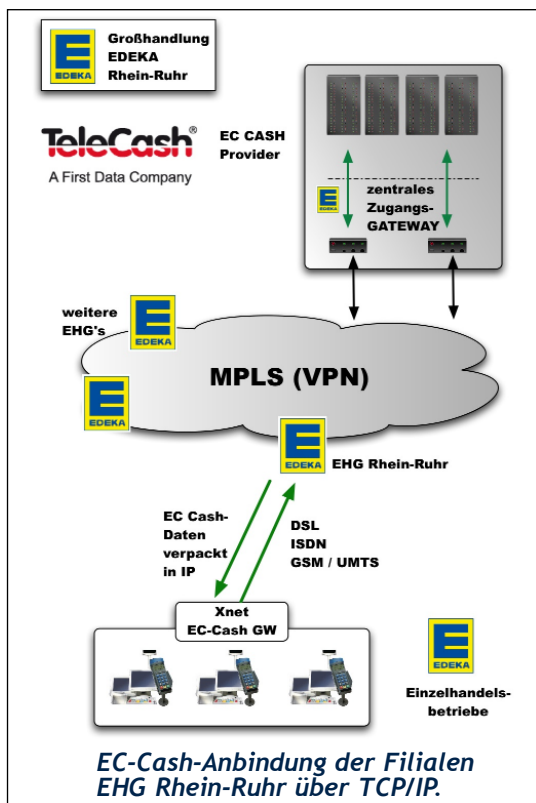 Großhandlung
EDEKA
EDEKA
Rhein-Ruhr
TeleCash®
A First Data Company
EC CASH
Provider
EDEKA
zentrales
Zugangs-
GATEWAY
weitere
EHG's
EDEKA
EDEKA
MPLS (VPN)
EDEKA
EHG Rhein-Ruhr
EC Cash-
Daten
verpackt
in IP
DSL
ISDN
GSM / UMTS
Xnet
EC-Cash GW
EDEKA
Einzelhandels-
betriebe
EC-Cash-Anbindung der Filialen
EHG Rhein-Ruhr über TCP/IP.